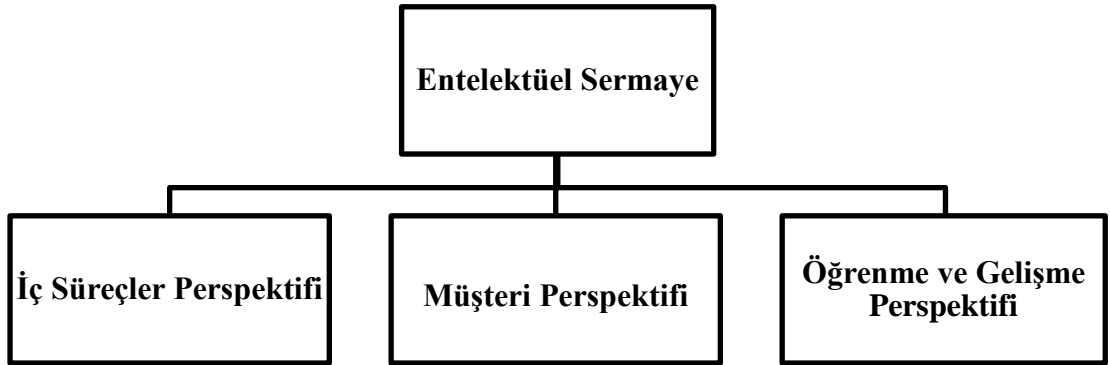 Entelektüel Sermaye
İç Süreçler Perspektifi
Müşteri Perspektifi
Öğrenme ve Gelişme
Perspektifi